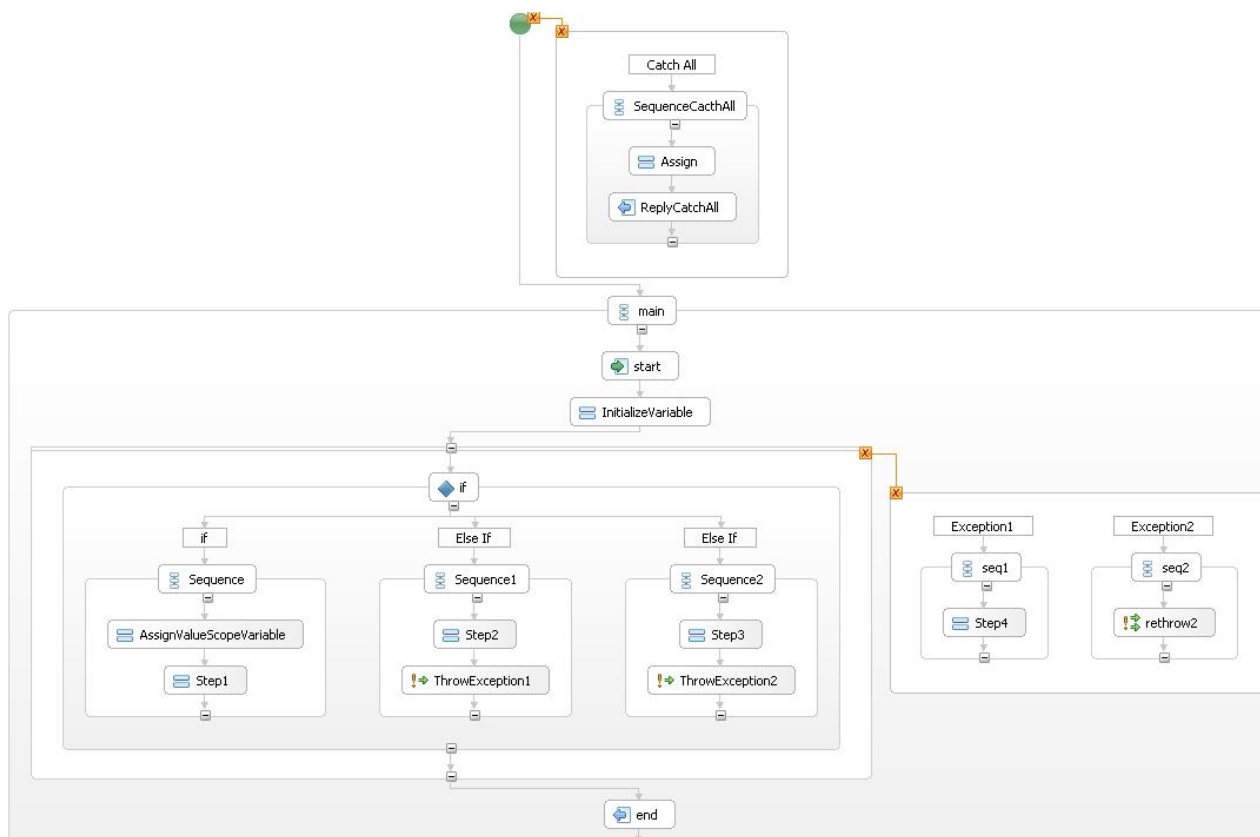 Catch All
SequenceCacthAll
Assign
ReplyCatchAll
main
start
InitializeVariable
if
if
Else If
Else If
Sequence
Sequence1
Sequence2
AssignValueScopeVariable
Step2
Step3
Step1
ThrowException1
ThrowException2
Exception1
Exception2
seq1
seq2
Step4
rethrow2
end